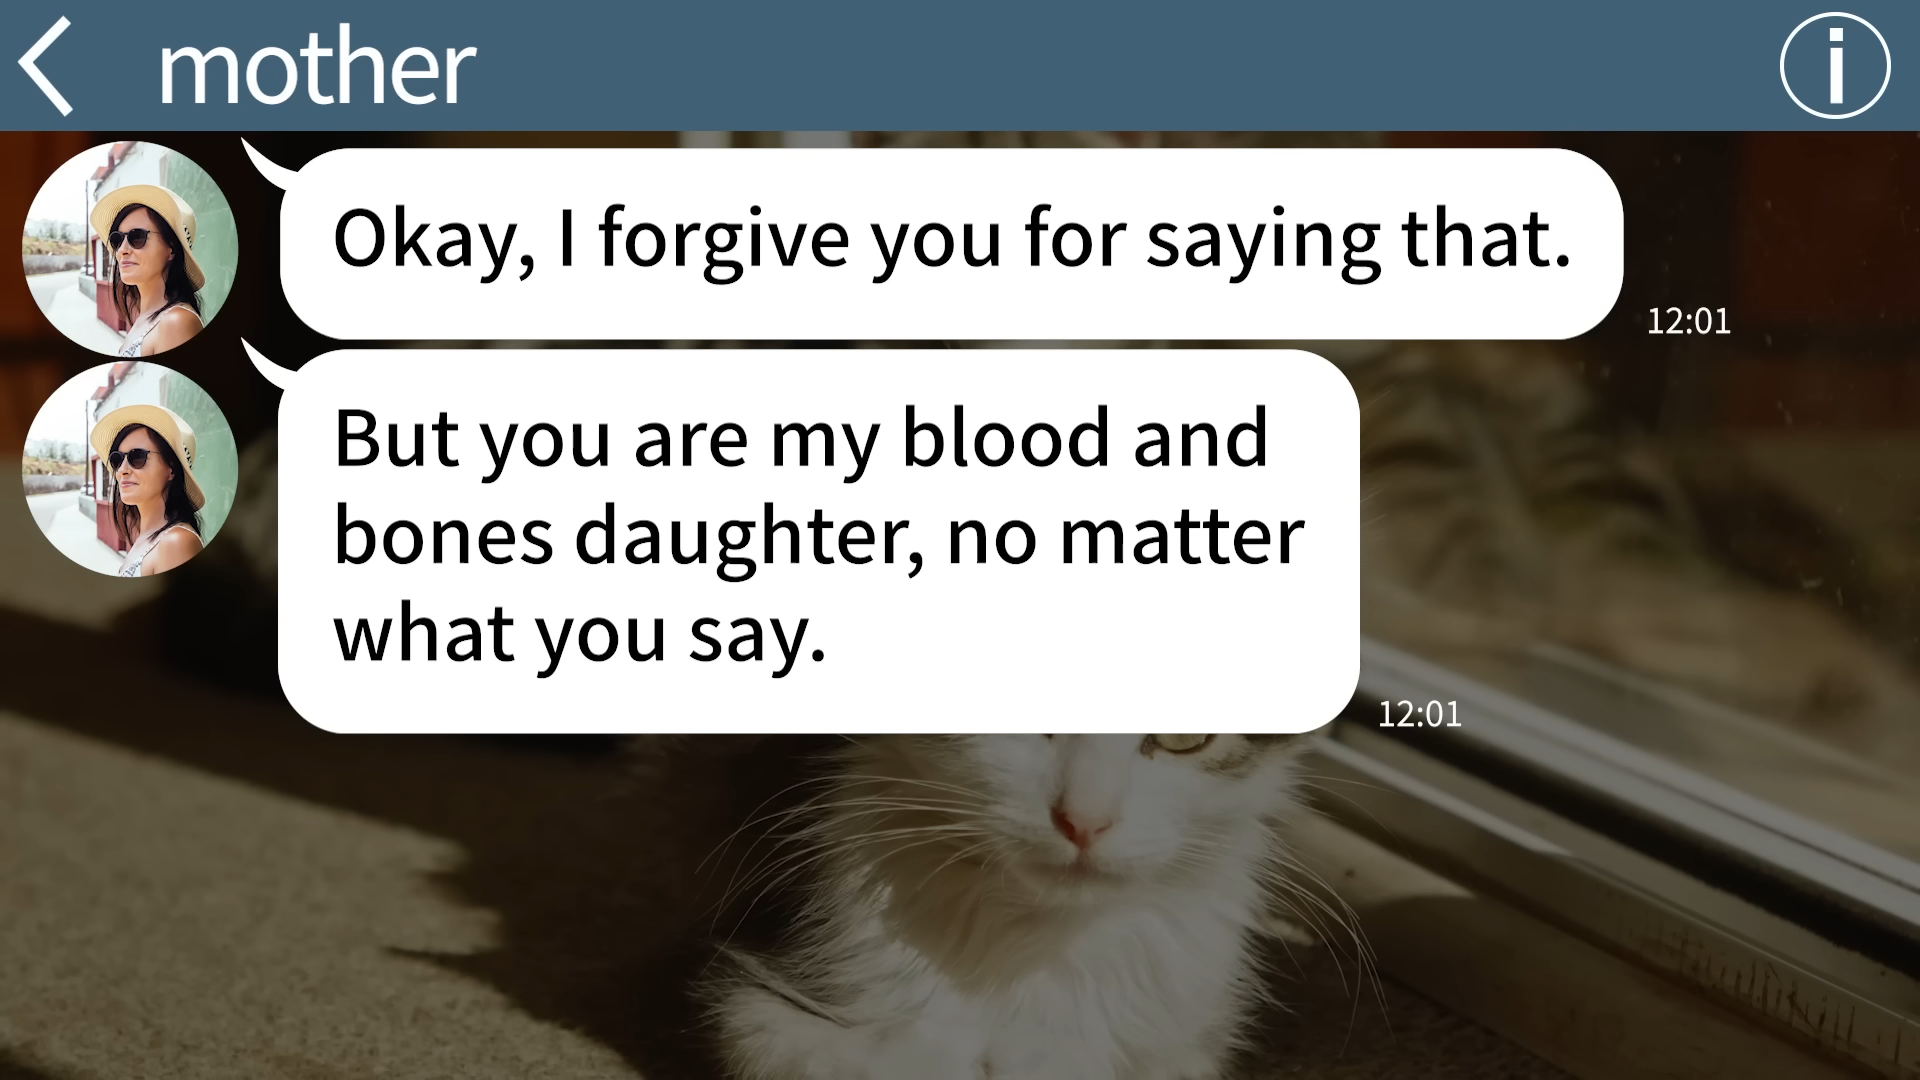 mother
Okay, I forgive you for saying that.
12:01
But you are my blood and
bones daughter, no matter
what you say.
12:01